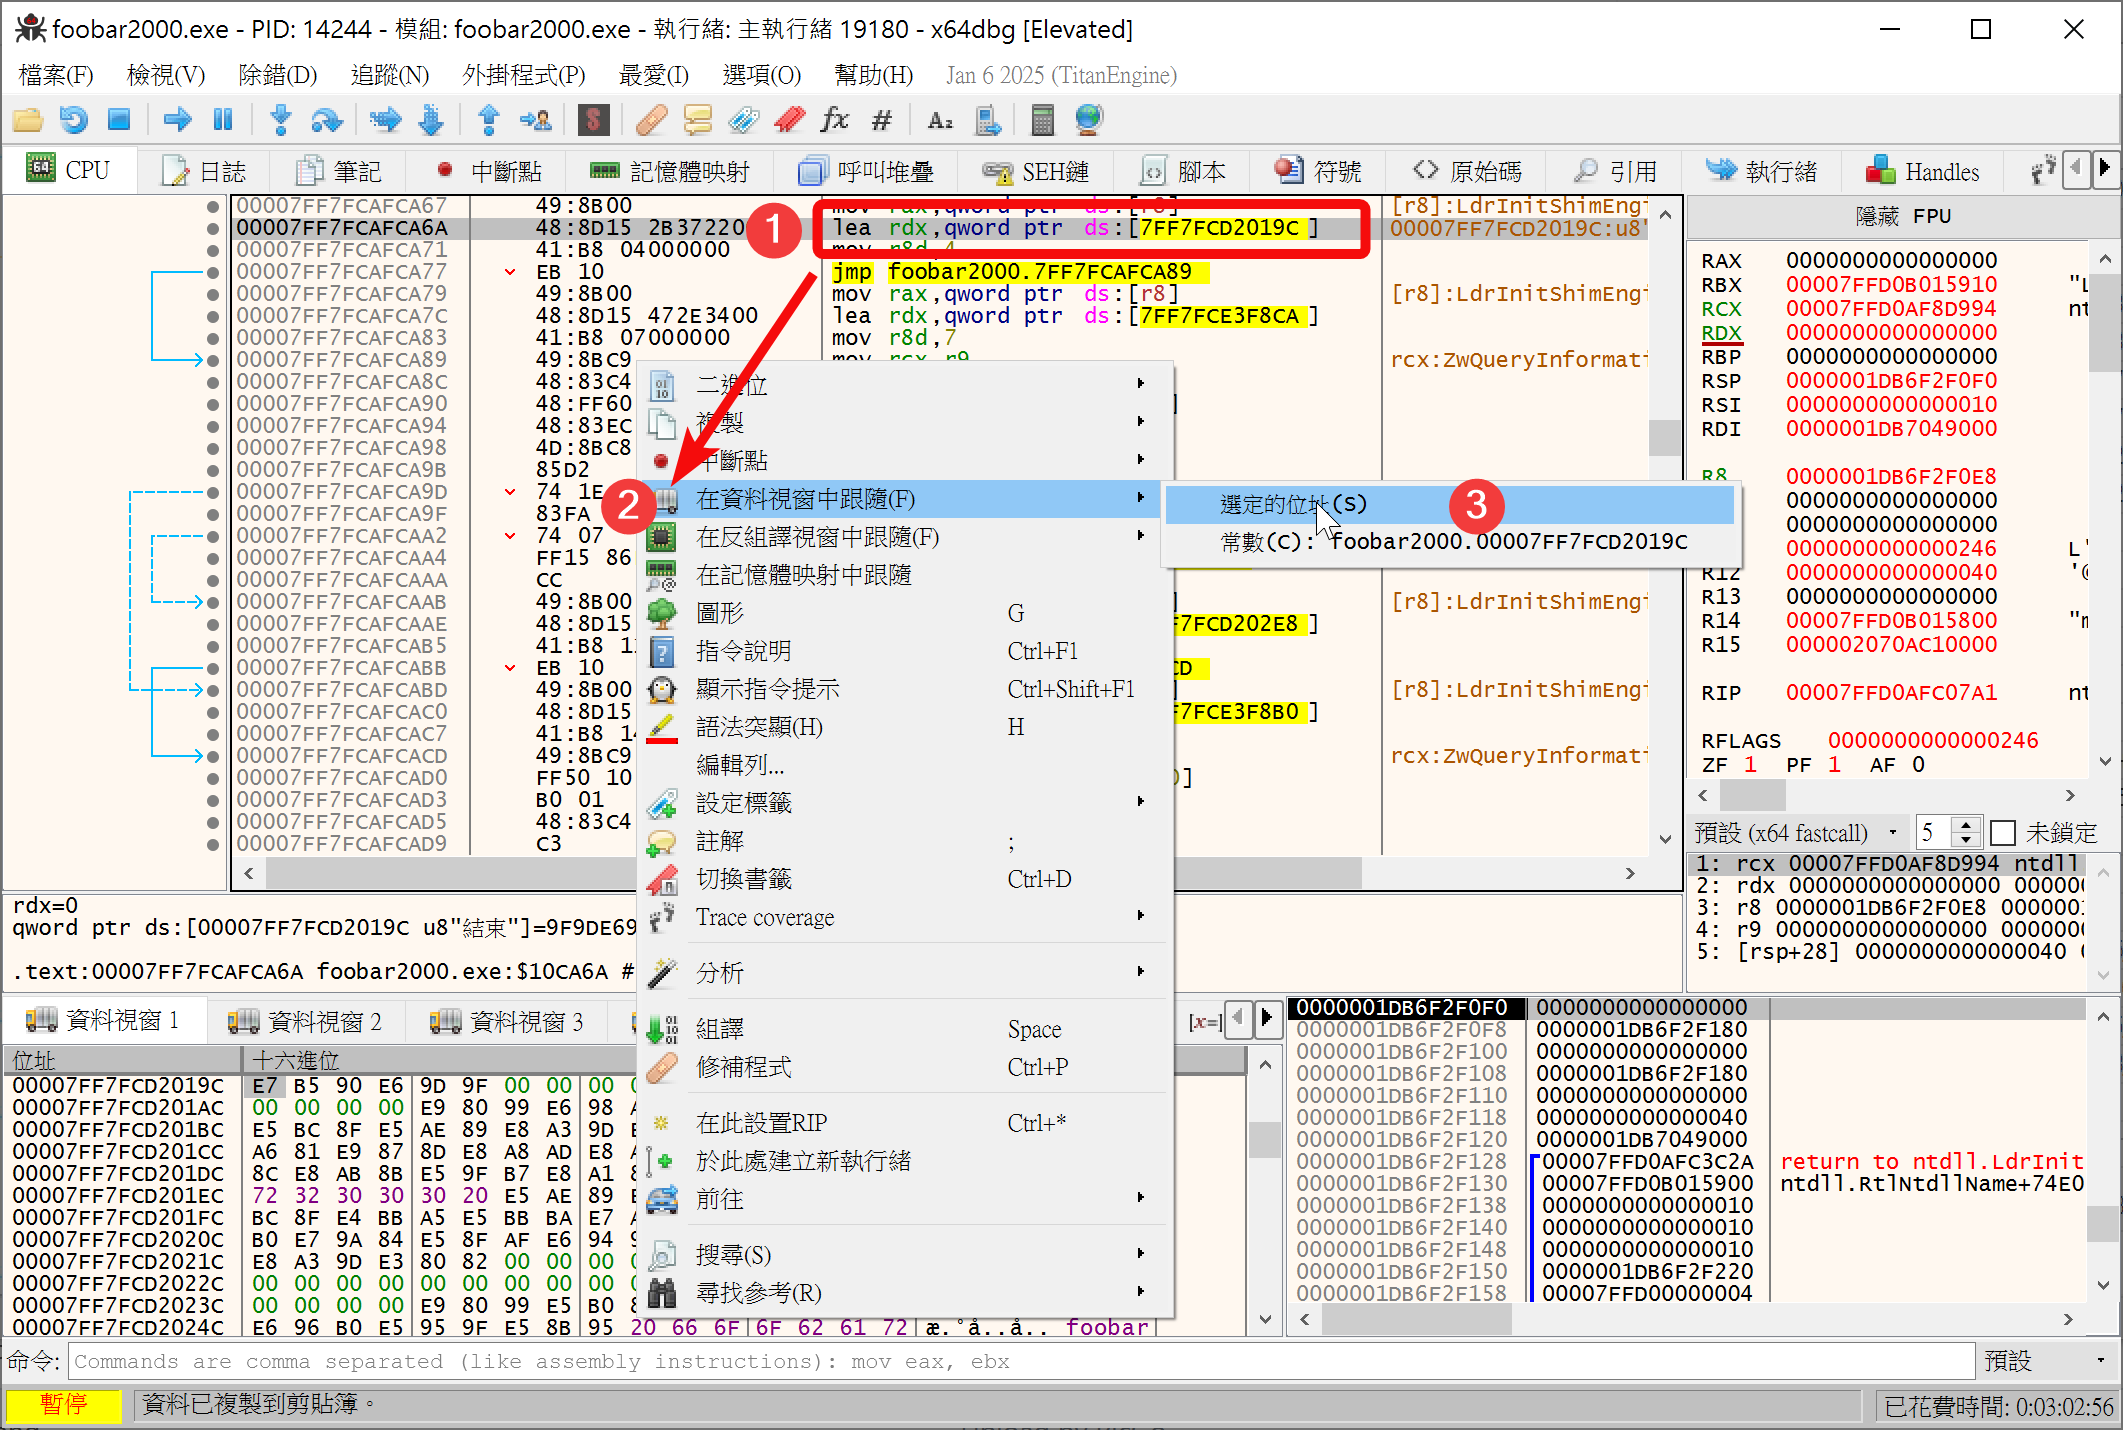 foobar2000.exe - PID: 14244 - 模組: foobar2000.exe - 執行緒: 主執行緒 19180 - x64dbg [Elevated]
檔案(F) 檢視(V) 除錯(D) 追蹤(N) 外掛程式(P) 最愛(I) 選項(O) 幫助(H) Jan 6 2025 (TitanEngine)
CPU 日誌 筆記 中斷點 記憶體映射 呼叫堆疊 SEH鏈 腳本 符號 原始碼 引用 執行緒 Handles
00007FF7FCAFCA67 49:8B00 mov rax,qword ptr ds:[r8] [r8]:LdrInitShimEngi
00007FF7FCAFCA6A 48:8D15 2B372200 1 lea rdx,qword ptr ds:[7FF7FCD2019C] 00007FF7FCD2019C:u8"
00007FF7FCAFCA71 41:B8 04000000 mov r8d,4
00007FF7FCAFCA77 EB 10 jmp foobar2000.7FF7FCAFCA89
00007FF7FCAFCA79 49:8B00 mov rax,qword ptr ds:[r8] [r8]:LdrInitShimEngi
00007FF7FCAFCA7C 48:8D15 472E3400 lea rdx,qword ptr ds:[7FF7FCE3F8CA]
00007FF7FCAFCA83 41:B8 07000000 mov r8d,7
00007FF7FCAFCA89 49:8BC9 mov rcx,r9 rcx:ZwQueryInformati
00007FF7FCAFCA8C 48:83C4
00007FF7FCAFCA90 48:FF60 ]
00007FF7FCAFCA94 48:83EC
00007FF7FCAFCA98 4D:8BC8
00007FF7FCAFCA9B 85D2
00007FF7FCAFCA9D 74 1E
00007FF7FCAFCA9F 83FA
00007FF7FCAFCAA2 74 07
00007FF7FCAFCAA4 FF15 86
00007FF7FCAFCAAA CC
00007FF7FCAFCAAB 49:8B00 ] [r8]:LdrInitShimEngi
00007FF7FCAFCAAE 48:8D15 F7FCD202E8]
00007FF7FCAFCAB5 41:B8 1
00007FF7FCAFCABB EB 10 CD
00007FF7FCAFCABD 49:8B00 ] [r8]:LdrInitShimEngi
00007FF7FCAFCAC0 48:8D15 F7FCE3F8B0]
00007FF7FCAFCAC7 41:B8 14
00007FF7FCAFCACD 49:8BC9 rcx:ZwQueryInformati
00007FF7FCAFCAD0 FF50 10 ]
00007FF7FCAFCAD3 B0 01
00007FF7FCAFCAD5 48:83C4
00007FF7FCAFCAD9 C3
二進位
複製
中斷點
2 在資料視窗中跟隨(F)
在反組譯視窗中跟隨(F)
在記憶體映射中跟隨
圖形 G
指令說明 Ctrl+F1
顯示指令提示 Ctrl+Shift+F1
語法突顯(H) H
編輯列...
設定標籤
註解 ;
切換書籤 Ctrl+D
Trace coverage
分析
組譯 Space
修補程式 Ctrl+P
在此設置RIP Ctrl+*
於此處建立新執行緒
前往
搜尋(S)
尋找參考(R)
選定的位址(S) 3
常數(C): foobar2000.00007FF7FCD2019C
隱藏 FPU
RAX 0000000000000000
RBX 00007FFD0B015910 "L
RCX 00007FFD0AF8D994 nt
RDX 0000000000000000
RBP 0000000000000000
RSP 0000001DB6F2F0F0
RSI 0000000000000010
RDI 0000001DB7049000
R8 0000001DB6F2F0E8
0000000000000000
0000000000000000
0000000000000246 L'
R12 0000000000000040 '@
R13 0000000000000000
R14 00007FFD0B015800 "m
R15 000002070AC10000
RIP 00007FFD0AFC07A1 nt
RFLAGS 0000000000000246
ZF 1 PF 1 AF 0
預設 (x64 fastcall) 5 未鎖定
1: rcx 00007FFD0AF8D994 ntdll
2: rdx 0000000000000000 00000
3: r8 0000001DB6F2F0E8 000000
4: r9 0000000000000000 000000
5: [rsp+28] 0000000000000040
rdx=0
qword ptr ds:[00007FF7FCD2019C u8"結束"]=9F9DE69
.text:00007FF7FCAFCA6A foobar2000.exe:$10CA6A #
資料視窗 1 資料視窗 2 資料視窗 3 [x=]
位址 十六進位
00007FF7FCD2019C E7 B5 90 E6 9D 9F 00 00 00
00007FF7FCD201AC 00 00 00 00 E9 80 99 E6 98
00007FF7FCD201BC E5 BC 8F E5 AE 89 E8 A3 9D
00007FF7FCD201CC A6 81 E9 87 8D E8 A8 AD E8
00007FF7FCD201DC 8C E8 AB 8B E5 9F B7 E8 A1
00007FF7FCD201EC 72 32 30 30 30 20 E5 AE 89
00007FF7FCD201FC BC 8F E4 BB A5 E5 BB BA E7
00007FF7FCD2020C B0 E7 9A 84 E5 8F AF E6 94
00007FF7FCD2021C E8 A3 9D E3 80 82 00 00 00
00007FF7FCD2022C 00 00 00 00 00 00 00 00 00
00007FF7FCD2023C 00 00 00 00 E9 80 99 E5 B0
00007FF7FCD2024C E6 96 B0 E5 95 9F E5 8B 95 20 66 6F 6F 62 61 72 æ.°å..å.. foobar
0000001DB6F2F0F0 0000000000000000
0000001DB6F2F0F8 0000001DB6F2F180
0000001DB6F2F100 0000000000000000
0000001DB6F2F108 0000001DB6F2F180
0000001DB6F2F110 0000000000000000
0000001DB6F2F118 0000000000000040
0000001DB6F2F120 0000001DB7049000
0000001DB6F2F128 00007FFD0AFC3C2A return to ntdll.LdrInit
0000001DB6F2F130 00007FFD0B015900 ntdll.RtlNtdllName+74E0
0000001DB6F2F138 0000000000000010
0000001DB6F2F140 0000000000000010
0000001DB6F2F148 0000000000000010
0000001DB6F2F150 0000001DB6F2F220
0000001DB6F2F158 00007FFD00000004
命令: Commands are comma separated (like assembly instructions): mov eax, ebx 預設
暫停 資料已複製到剪貼簿。 已花費時間: 0:03:02:56